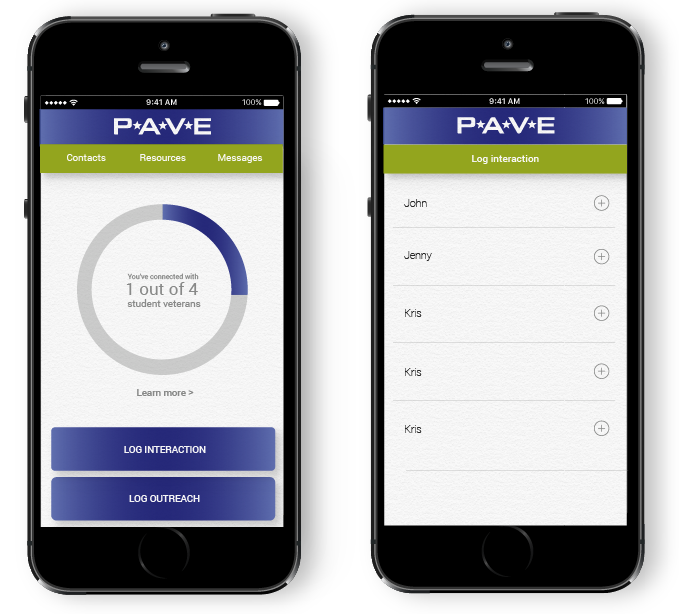 9:41 AM 100%
P★A★V★E
Contacts Resources Messages
You've connected with
1 out of 4
student veterans
Learn more >
LOG INTERACTION
LOG OUTREACH
9:41 AM 100%
P★A★V★E
Log interaction
John
Jenny
Kris
Kris
Kris